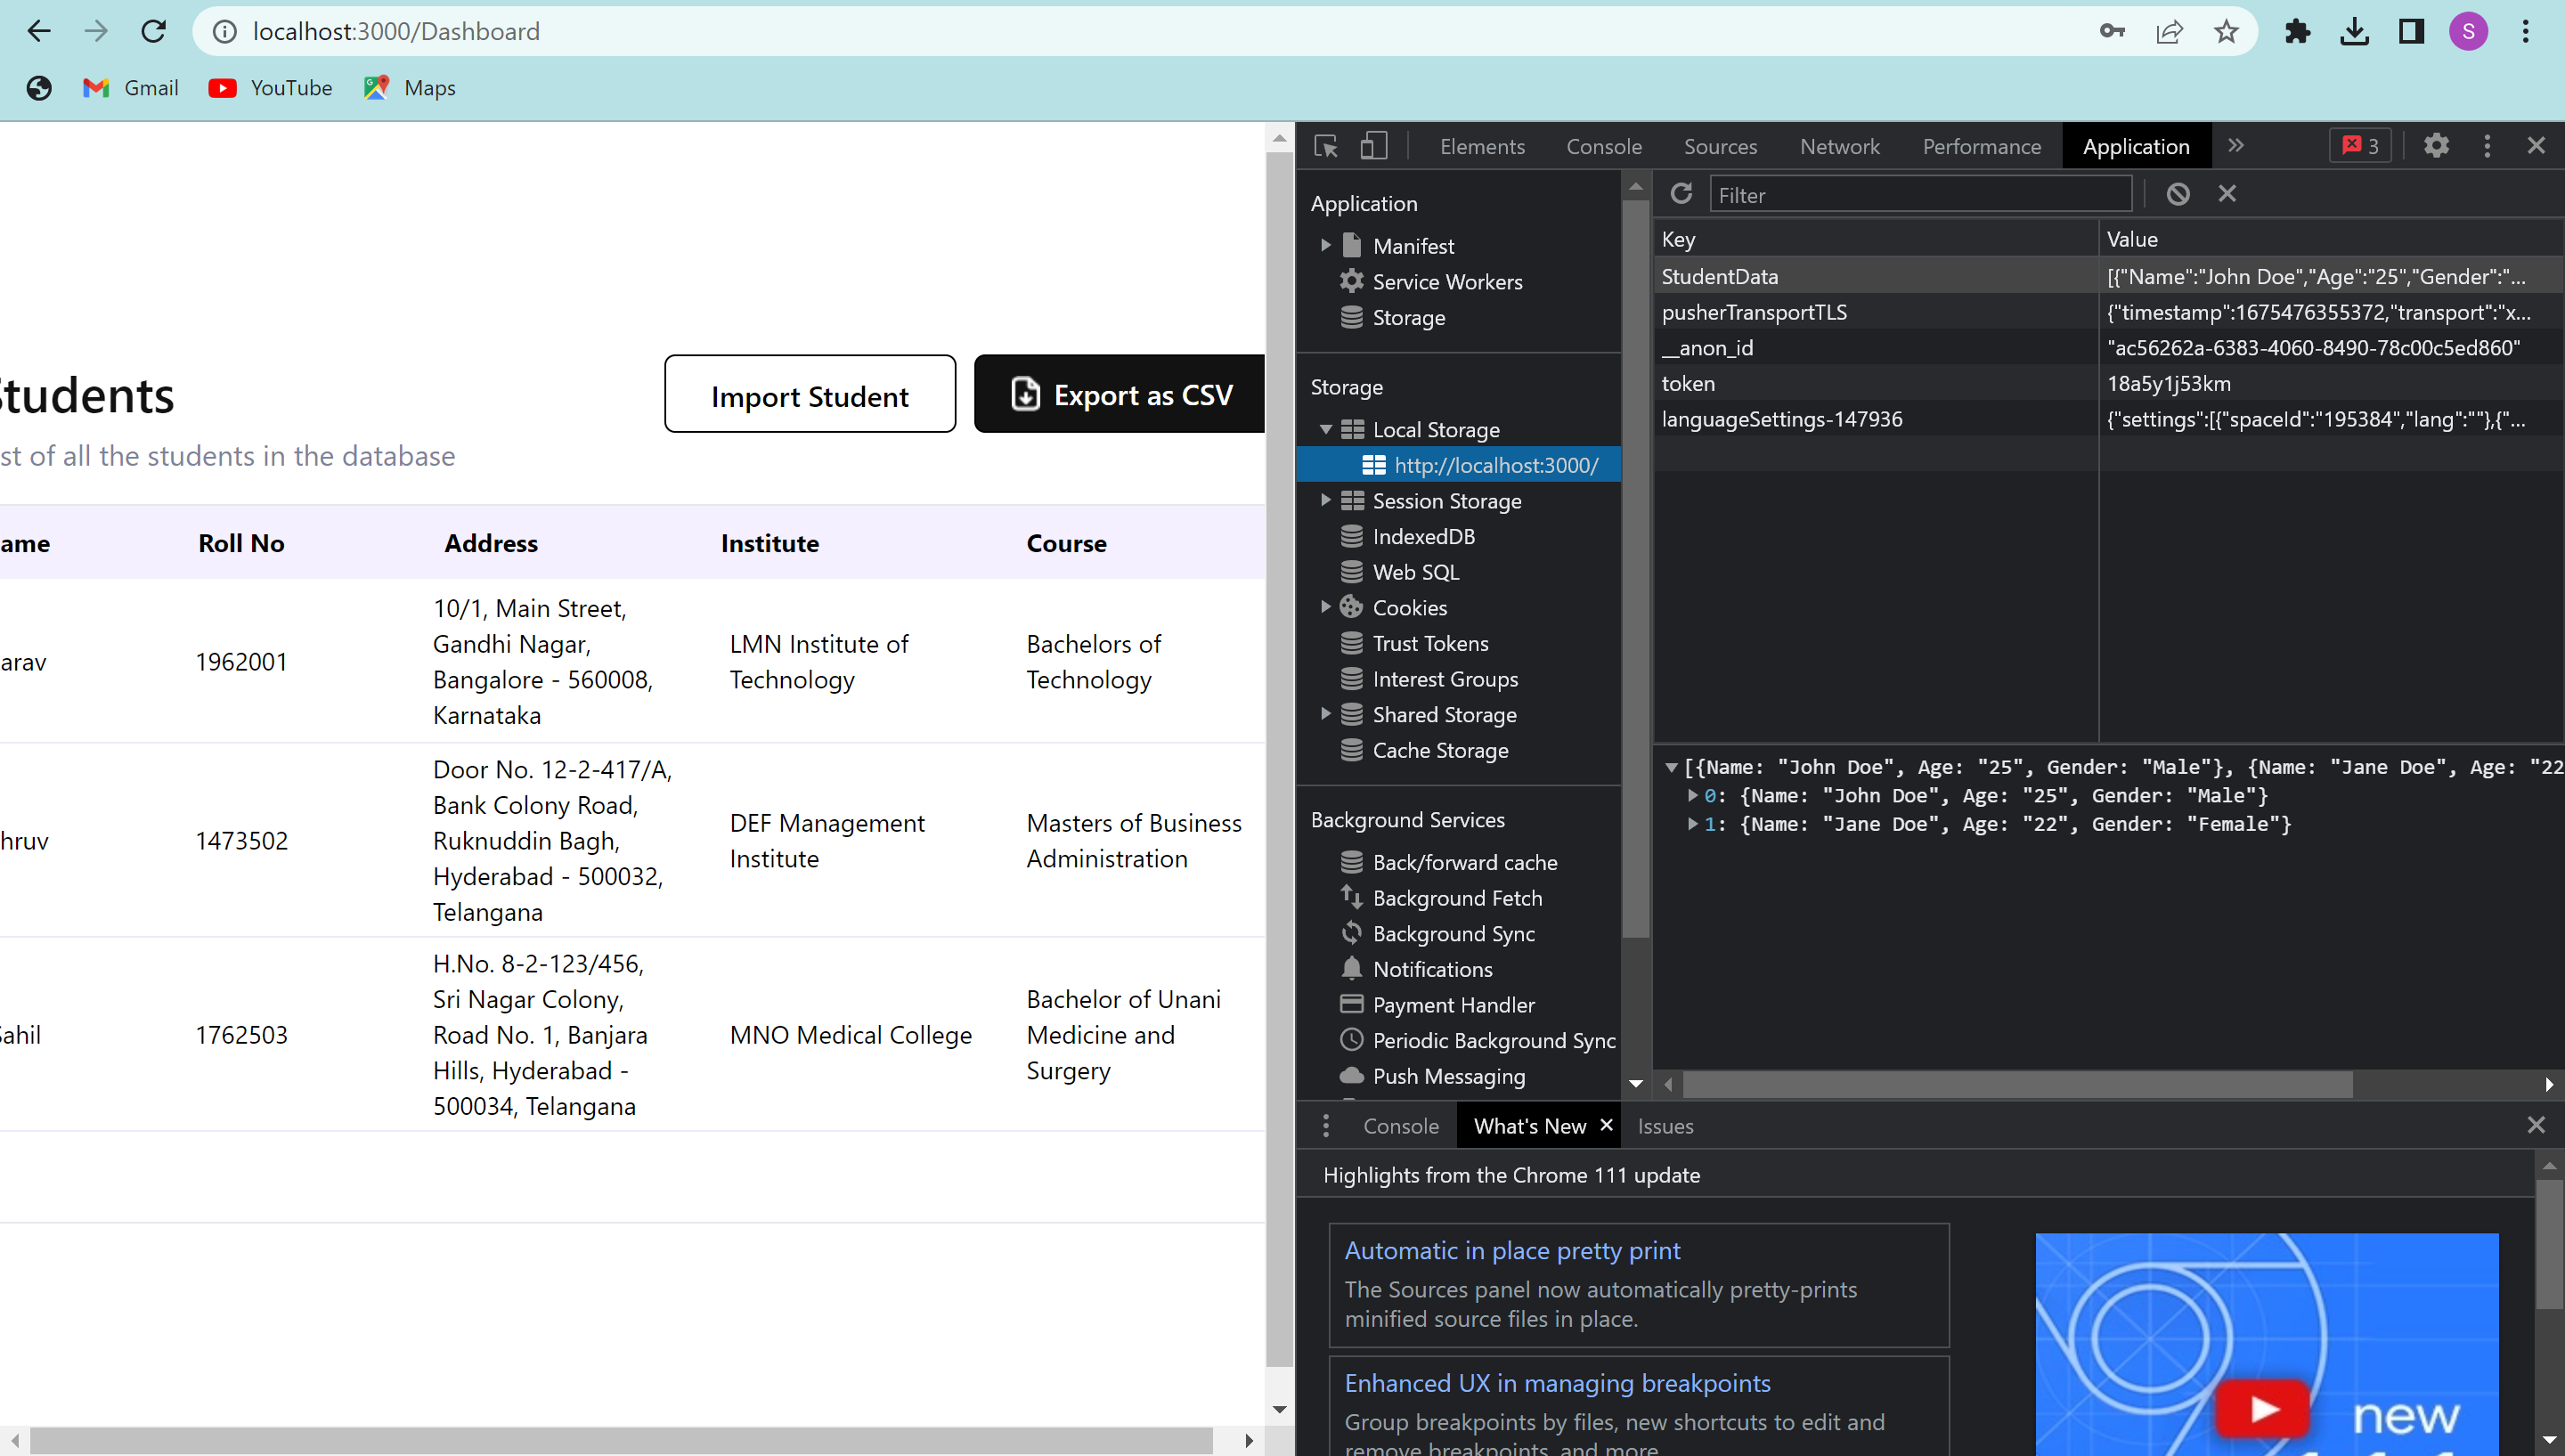 localhost:3000/Dashboard
S
Gmail
YouTube
Maps
Students
Import Student
Export as CSV
st of all the students in the database
ame
Roll No
Address
Institute
Course
arav
1962001
10/1, Main Street,
Gandhi Nagar,
Bangalore - 560008,
Karnataka
LMN Institute of
Technology
Bachelors of
Technology
hruv
1473502
Door No. 12-2-417/A,
Bank Colony Road,
Ruknuddin Bagh,
Hyderabad - 500032,
Telangana
DEF Management
Institute
Masters of Business
Administration
Sahil
1762503
H.No. 8-2-123/456,
Sri Nagar Colony,
Road No. 1, Banjara
Hills, Hyderabad -
500034, Telangana
MNO Medical College
Bachelor of Unani
Medicine and
Surgery
Elements
Console
Sources
Network
Performance
Application
3
Application
Manifest
Service Workers
Storage
Storage
Local Storage
http://localhost:3000/
Session Storage
IndexedDB
Web SQL
Cookies
Trust Tokens
Interest Groups
Shared Storage
Cache Storage
Background Services
Back/forward cache
Background Fetch
Background Sync
Notifications
Payment Handler
Periodic Background Sync
Push Messaging
Filter
Key
Value
StudentData
[{"Name":"John Doe","Age":"25","Gender":"...
pusherTransportTLS
{"timestamp":1675476355372,"transport":"x...
__anon_id
"ac56262a-6383-4060-8490-78c00c5ed860"
token
18a5y1j53km
languageSettings-147936
{"settings":[{"spaceId":"195384","lang":""},{"...
[{Name: "John Doe", Age: "25", Gender: "Male"}, {Name: "Jane Doe", Age: "22
0: {Name: "John Doe", Age: "25", Gender: "Male"}
1: {Name: "Jane Doe", Age: "22", Gender: "Female"}
Console
What's New
Issues
Highlights from the Chrome 111 update
Automatic in place pretty print
The Sources panel now automatically pretty-prints
minified source files in place.
Enhanced UX in managing breakpoints
Group breakpoints by files, new shortcuts to edit and
remove breakpoints, and more.
new